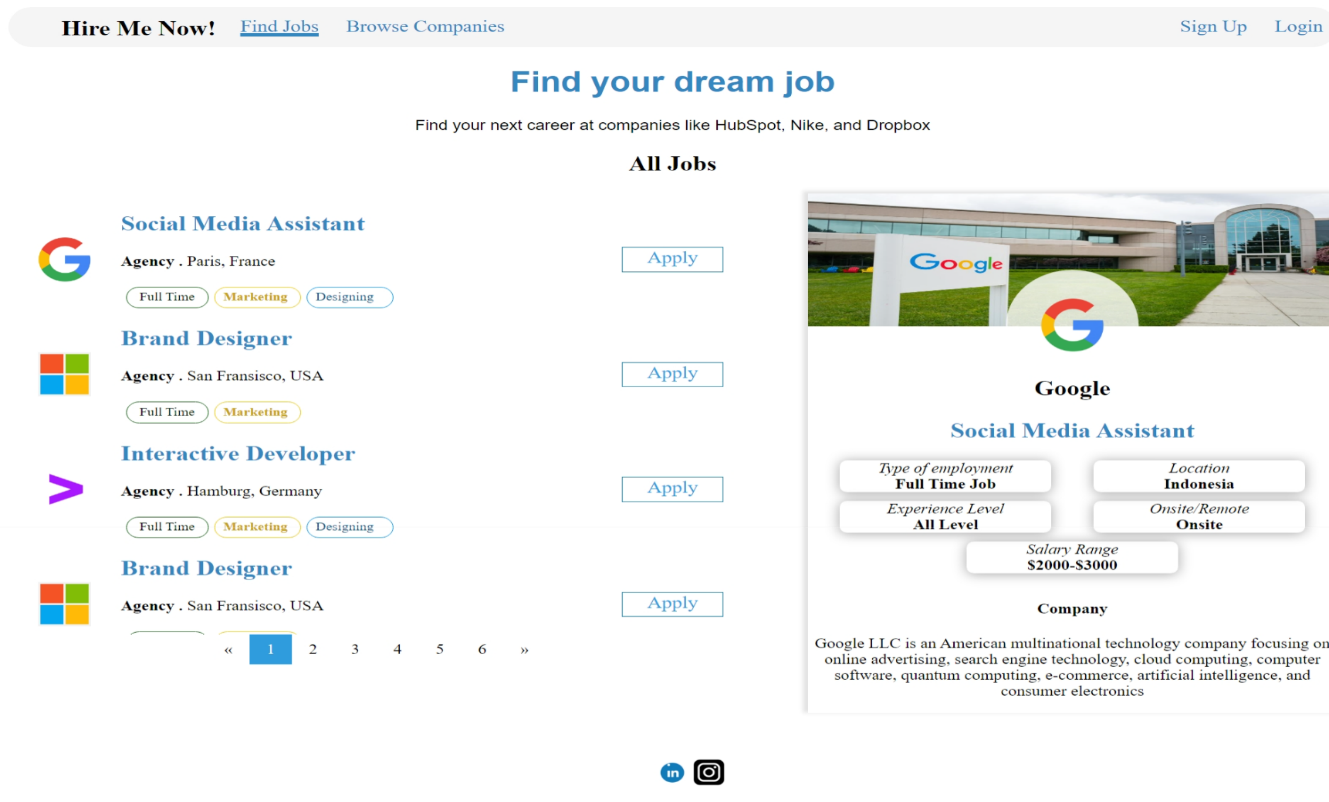 Hire Me Now! Find Jobs Browse Companies Sign Up Login
Find your dream job
Find your next career at companies like HubSpot, Nike, and Dropbox
All Jobs
Social Media Assistant
Agency . Paris, France
Apply
Full Time Marketing Designing
Brand Designer
Agency . San Fransisco, USA
Apply
Full Time Marketing
Interactive Developer
Agency . Hamburg, Germany
Apply
Full Time Marketing Designing
Brand Designer
Agency . San Fransisco, USA
Apply
« 1 2 3 4 5 6 »
Google
Google
Social Media Assistant
Type of employment
Full Time Job
Location
Indonesia
Experience Level
All Level
Onsite/Remote
Onsite
Salary Range
$2000-$3000
Company
Google LLC is an American multinational technology company focusing on
online advertising, search engine technology, cloud computing, computer
software, quantum computing, e-commerce, artificial intelligence, and
consumer electronics
in